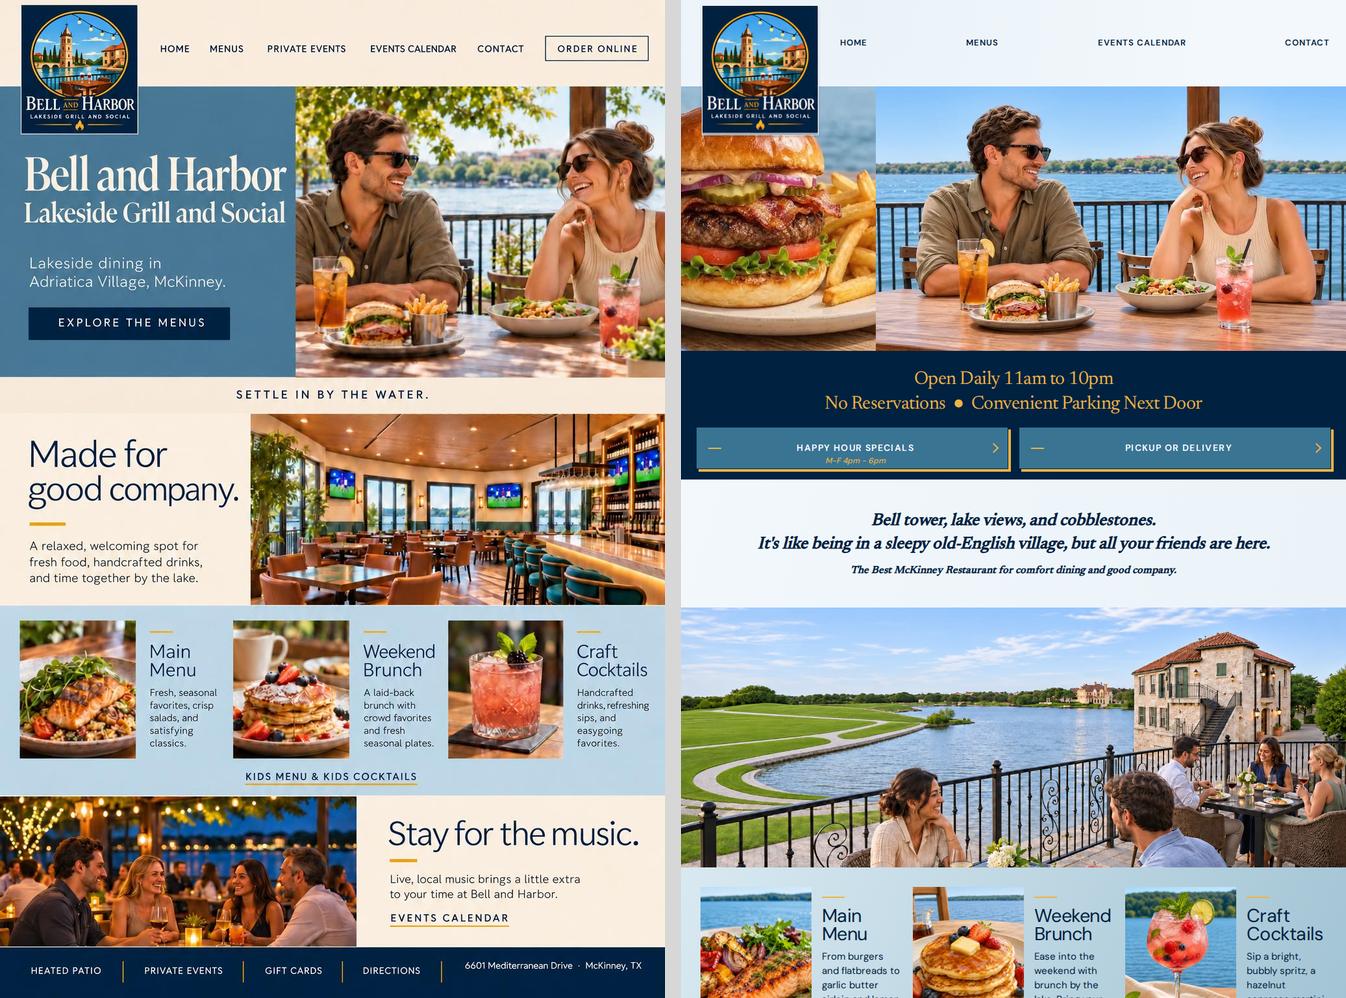 BELL AND HARBOR
LAKESIDE GRILL AND SOCIAL
HOME
MENUS
PRIVATE EVENTS
EVENTS CALENDAR
CONTACT
ORDER ONLINE
Bell and Harbor
Lakeside Grill and Social
Lakeside dining in
Adriatica Village, McKinney.
EXPLORE THE MENUS
SETTLE IN BY THE WATER.
Made for
good company.
A relaxed, welcoming spot for
fresh food, handcrafted drinks,
and time together by the lake.
Main
Menu
Fresh, seasonal
favorites, crisp
salads, and
satisfying
classics.
Weekend
Brunch
A laid-back
brunch with
crowd favorites
and fresh
seasonal plates.
Craft
Cocktails
Handcrafted
drinks, refreshing
sips, and
easygoing
favorites.
KIDS MENU & KIDS COCKTAILS
Stay for the music.
Live, local music brings a little extra
to your time at Bell and Harbor.
EVENTS CALENDAR
HEATED PATIO
PRIVATE EVENTS
GIFT CARDS
DIRECTIONS
6601 Mediterranean Drive · McKinney, TX
BELL AND HARBOR
LAKESIDE GRILL AND SOCIAL
HOME
MENUS
EVENTS CALENDAR
CONTACT
Open Daily 11am to 10pm
No Reservations ● Convenient Parking Next Door
HAPPY HOUR SPECIALS
M-F 4pm - 6pm
PICKUP OR DELIVERY
Bell tower, lake views, and cobblestones.
It's like being in a sleepy old-English village, but all your friends are here.
The Best McKinney Restaurant for comfort dining and good company.
Main
Menu
From burgers
and flatbreads to
garlic butter
Weekend
Brunch
Ease into the
weekend with
brunch by the
Craft
Cocktails
Sip a bright,
bubbly spritz, a
hazelnut